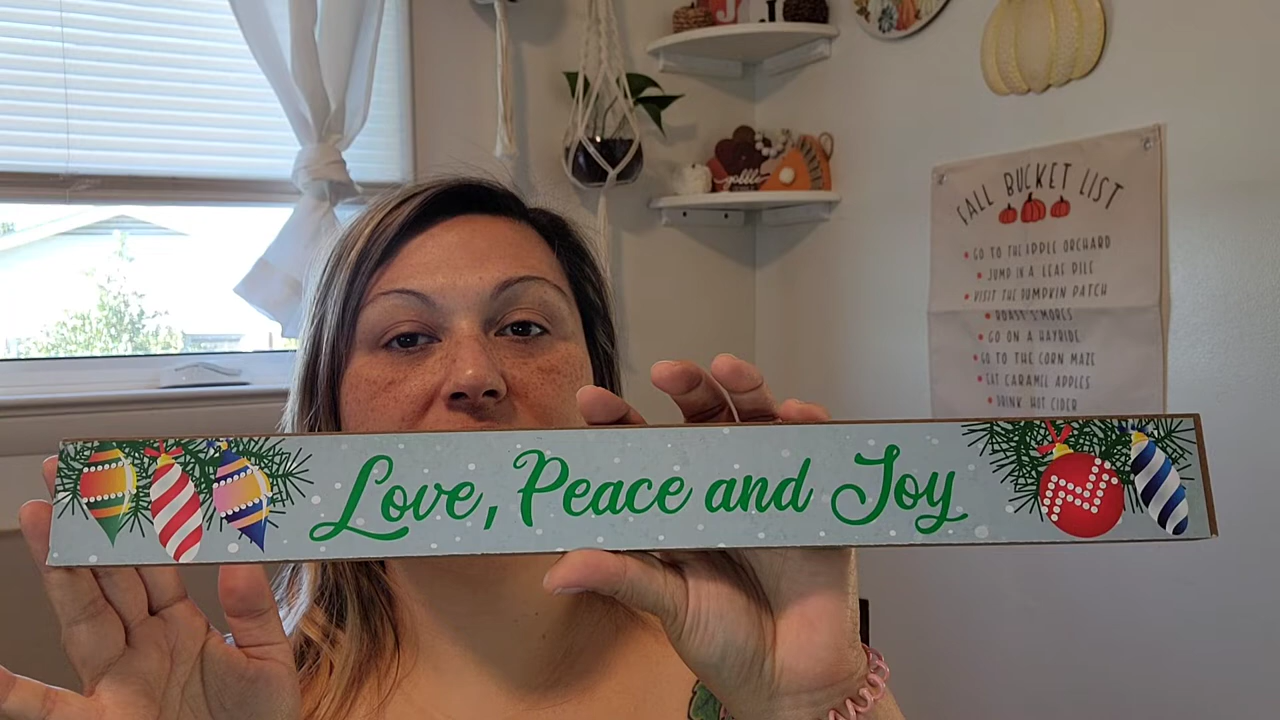 J
gobble
FALL BUCKET LIST
• GO TO THE APPLE ORCHARD
• JUMP IN A LEAF PILE
• VISIT THE PUMPKIN PATCH
• ROAST S'MORES
• GO ON A HAYRIDE
• GO TO THE CORN MAZE
• EAT CARAMEL APPLES
• DRINK HOT CIDER
Love, Peace and Joy